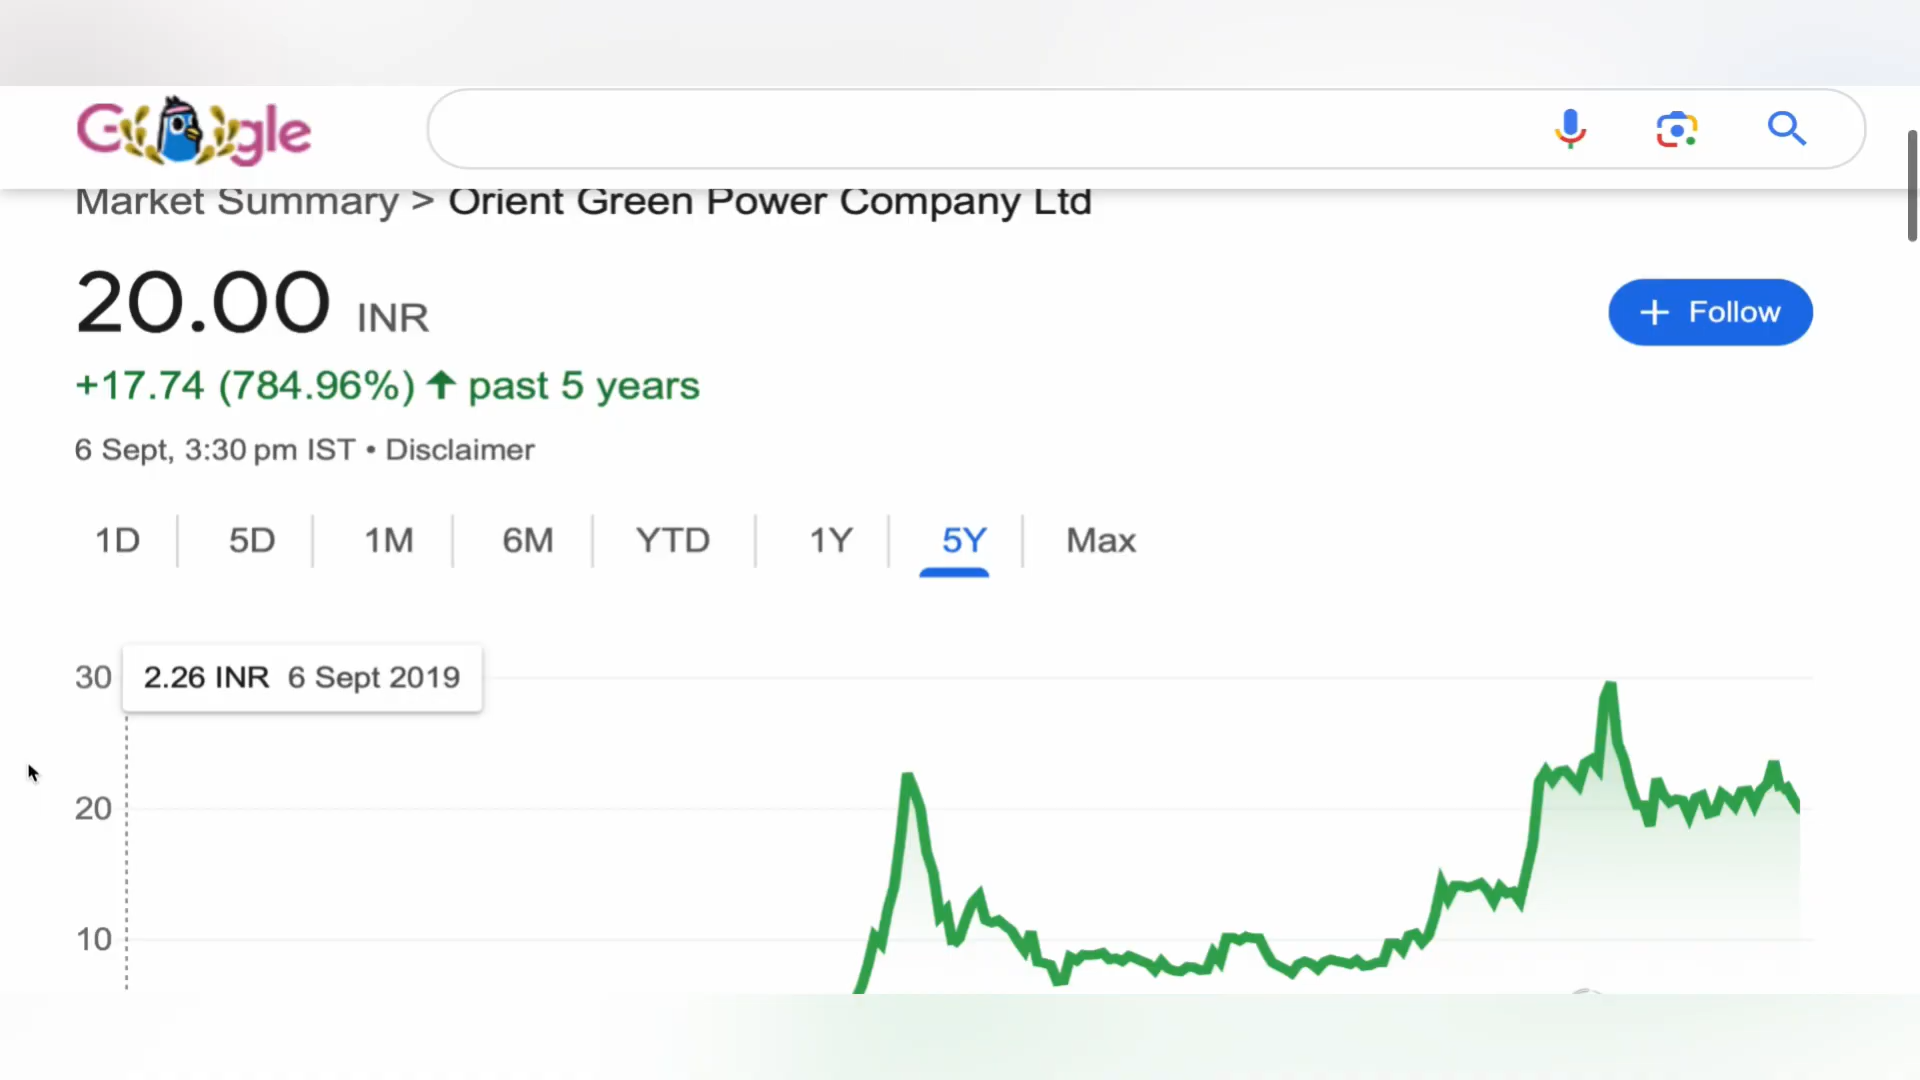 Google
Market Summary > Orient Green Power Company Ltd
20.00 INR
+ Follow
+17.74 (784.96%) ↑ past 5 years
6 Sept, 3:30 pm IST • Disclaimer
1D 5D 1M 6M YTD 1Y 5Y Max
30
2.26 INR 6 Sept 2019
20
10